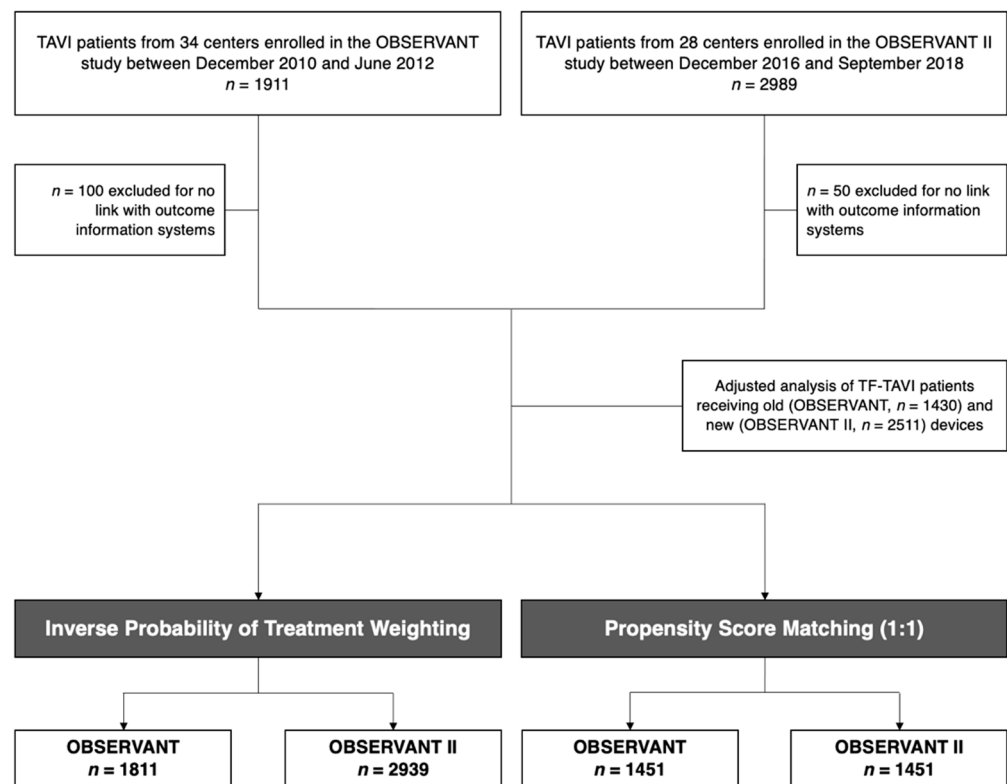 TAVI patients from 34 centers enrolled in the OBSERVANT
study between December 2010 and June 2012
n = 1911
TAVI patients from 28 centers enrolled in the OBSERVANT II
study between December 2016 and September 2018
n = 2989
n = 100 excluded for no
link with outcome
information systems
n = 50 excluded for no link
with outcome information
systems
Adjusted analysis of TF-TAVI patients
receiving old (OBSERVANT, n = 1430) and
new (OBSERVANT II, n = 2511) devices
Inverse Probability of Treatment Weighting
Propensity Score Matching (1:1)
OBSERVANT
n = 1811
OBSERVANT II
n = 2939
OBSERVANT
n = 1451
OBSERVANT II
n = 1451